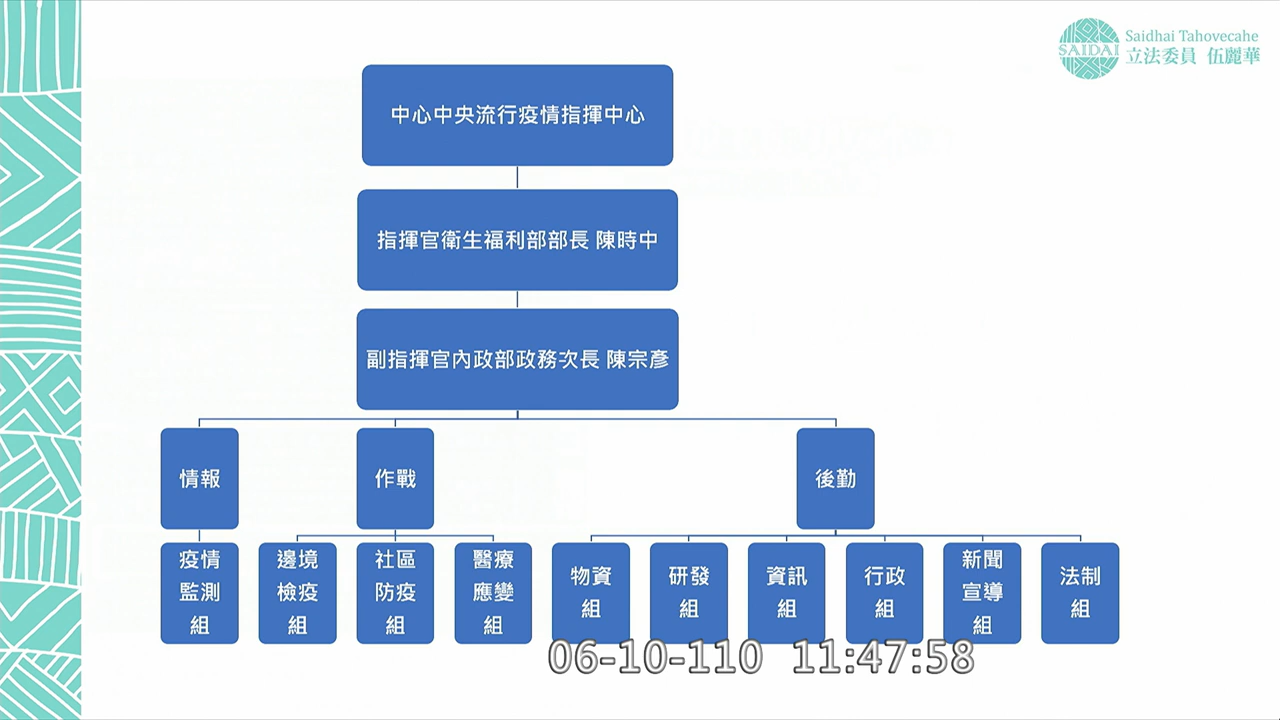 SAIDAI
Saidhai Tahovecahe
立法委員 伍麗華
中心中央流行疫情指揮中心
指揮官衛生福利部部長 陳時中
副指揮官內政部政務次長 陳宗彥
情報
作戰
後勤
疫情
監測
組
邊境
檢疫
組
社區
防疫
組
醫療
應變
組
物資
組
研發
組
資訊
組
行政
組
新聞
宣導
組
法制
組
06-10-110 11:47:58